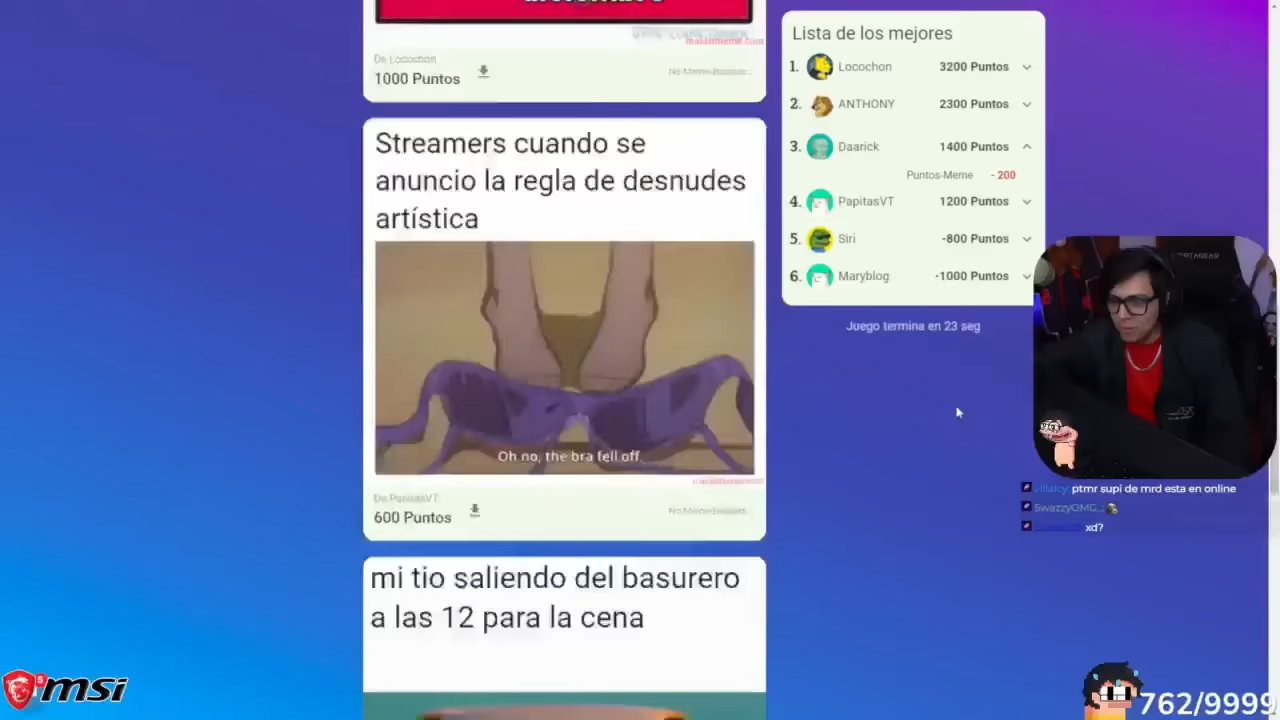 De Locochon
1000 Puntos
Streamers cuando se
anuncio la regla de desnudes
artística
Oh no, the bra fell off.
De PapitasVT
600 Puntos
mi tio saliendo del basurero
a las 12 para la cena
Lista de los mejores
1. Locochon 3200 Puntos
2. ANTHONY 2300 Puntos
3. Daarick 1400 Puntos
Puntos-Meme - 200
4. PapitasVT 1200 Puntos
5. Siri -800 Puntos
6. Maryblog -1000 Puntos
Juego termina en 23 seg
ptmr supi de mrd esta en online
SwazzyOMG_:
xd?
msi
762/9999